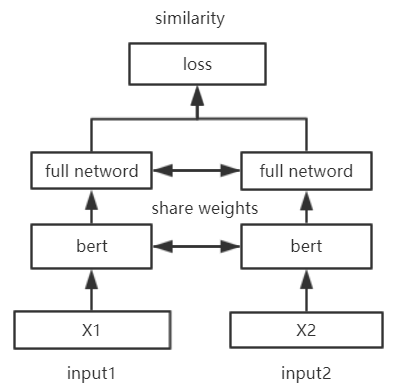 similarity
loss
full netword
full netword
share weights
bert
bert
X1
X2
input1
input2